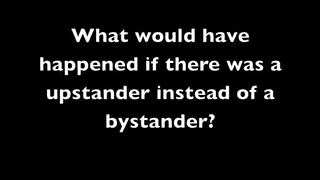 What would have
happened if there was a
upstander instead of a
bystander?